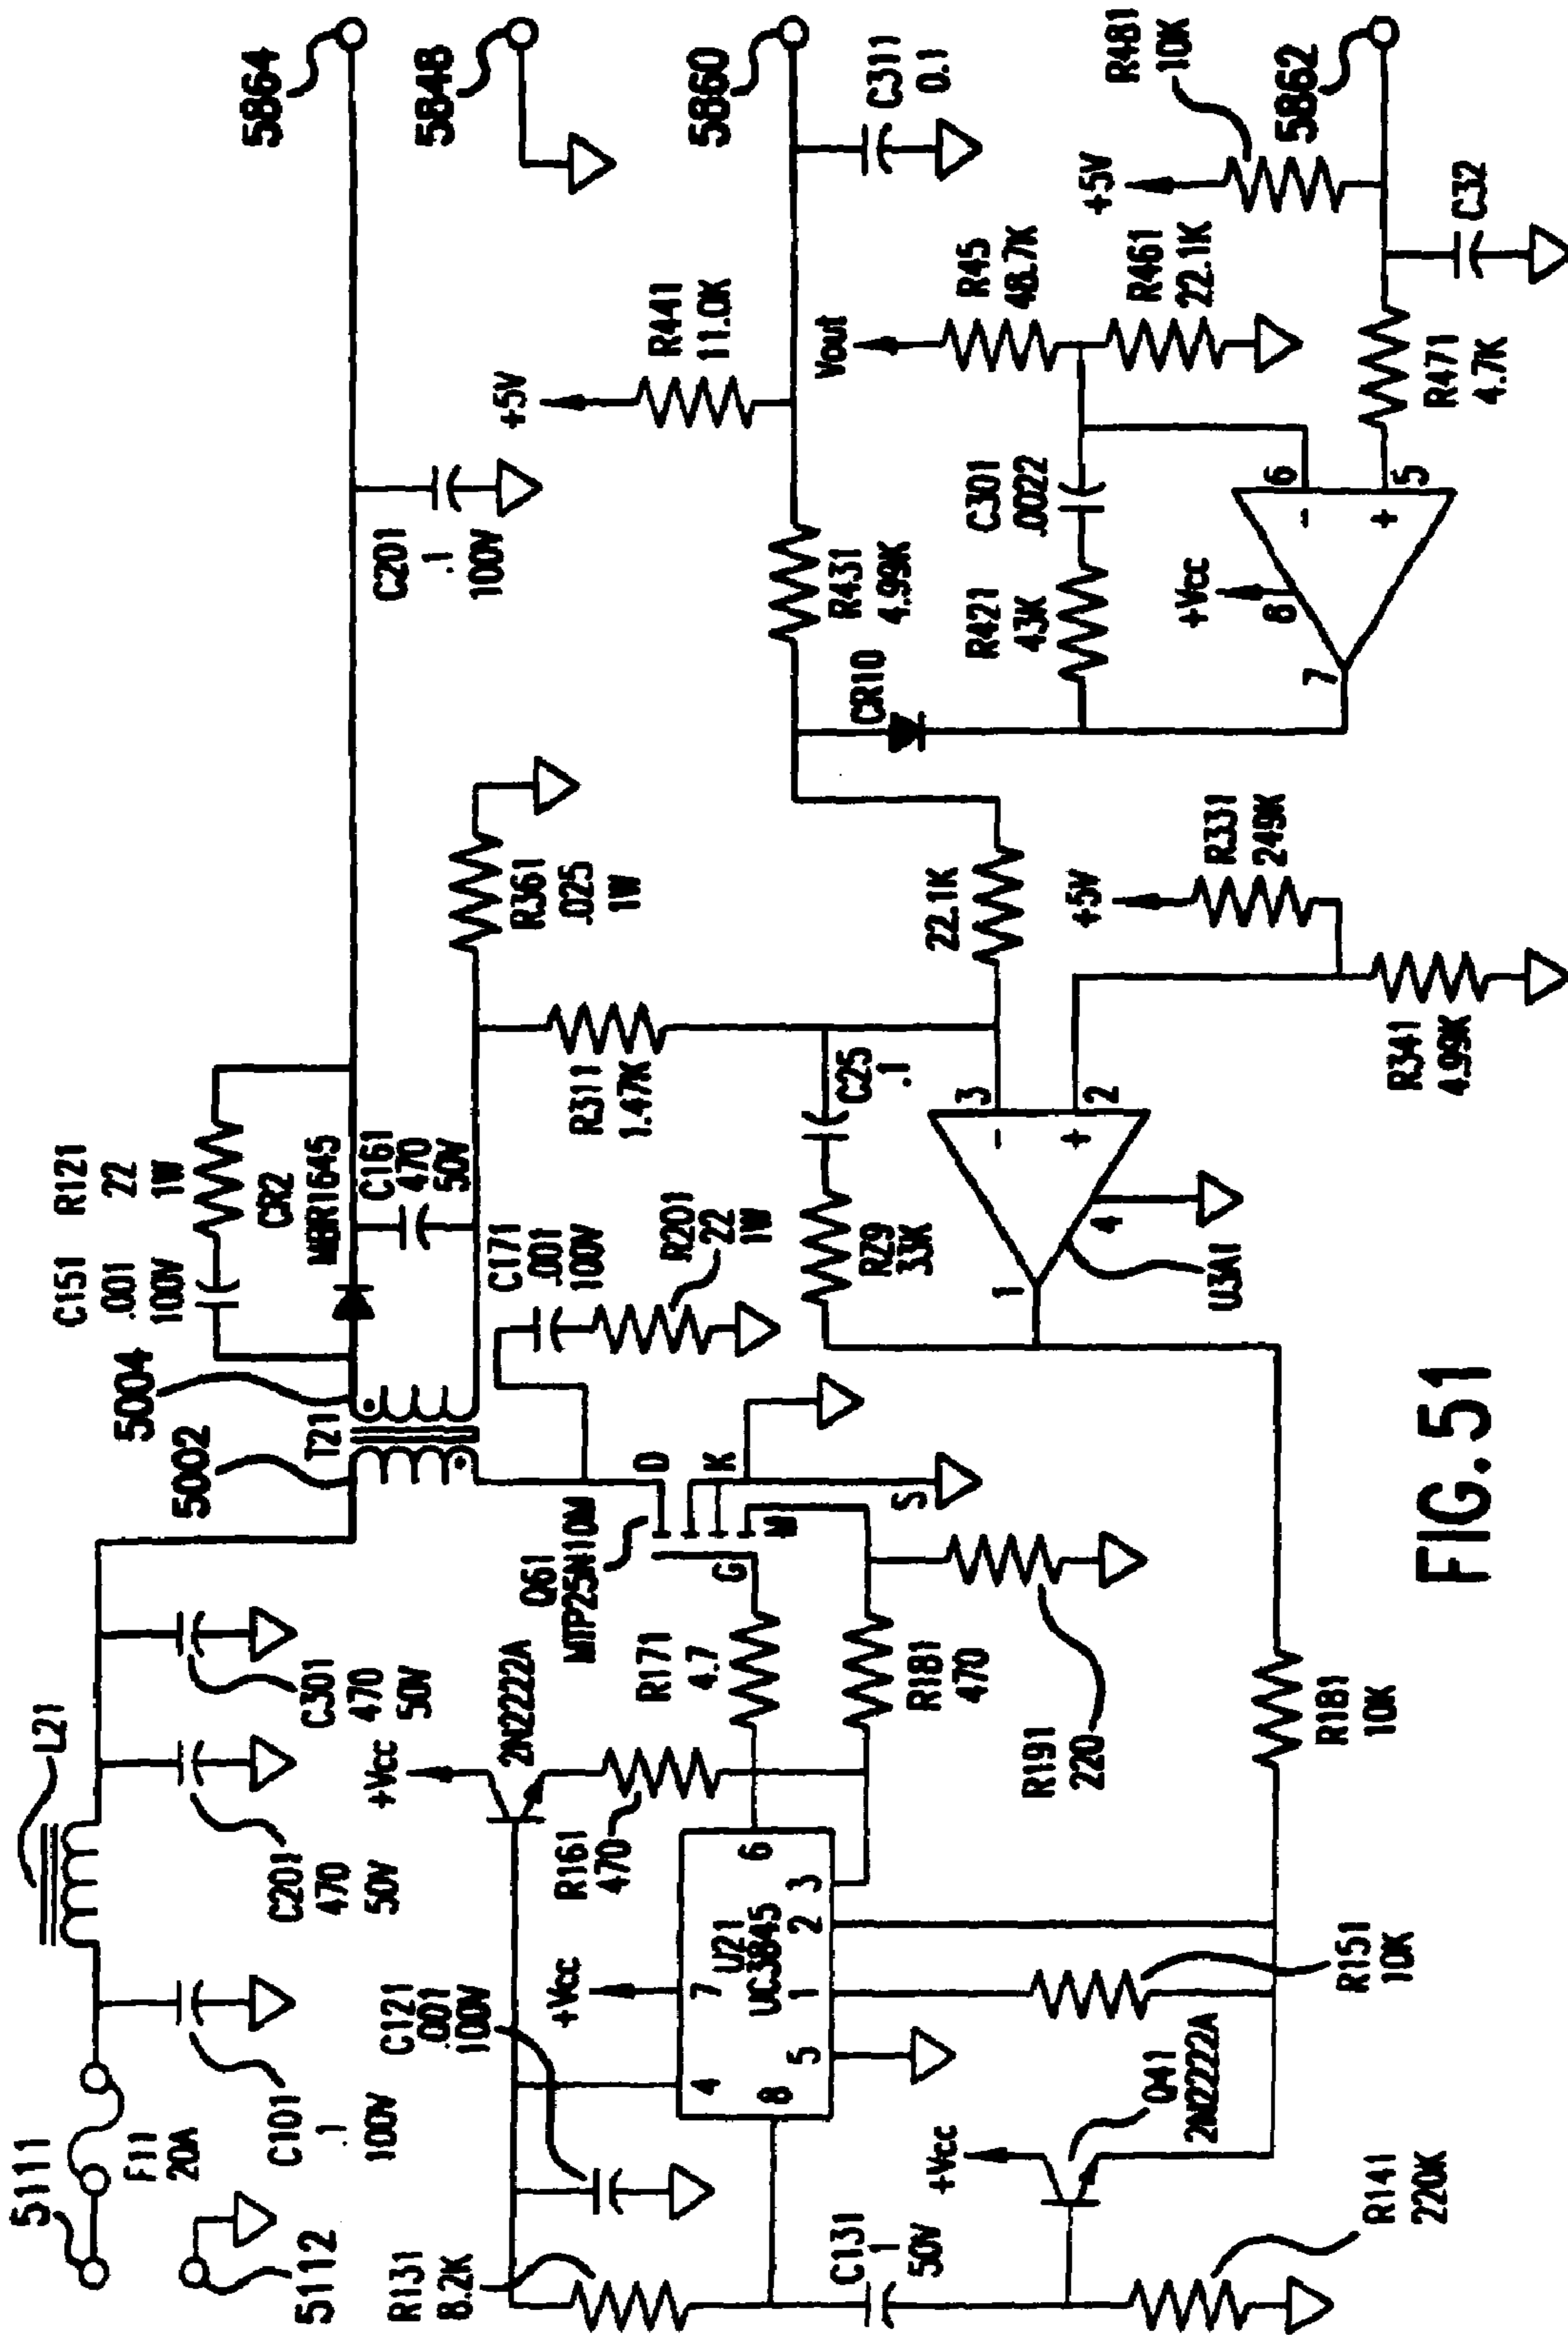 5111
F11
20A
5112
C101
.1
100V
L21
C201
470
50V
C301
470
50V
5002
5004
T21
C151
.001
100V
R121
22
1W
CR2
MBR1645
C161
470
50V
R361
.025
1W
C201
.1
100V
5864
5848
+5V
R441
11.0K
5860
C311
0.1
R131
8.2K
C121
.001
100V
+Vcc
+Vcc
2N2222A
R161
470
4
7
6
U21
UC3845
8
5
1
2
3
R171
4.7
Q61
MTP25N10M
G
D
K
M
S
R181
470
R191
220
C171
.001
100V
R201
22
1W
R311
1.47K
C25
.1
R29
33K
1
3
2
4
-
+
U3A1
22.1K
+5V
R331
249K
R341
4.99K
CR10
R431
4.99K
R421
43K
C301
.0022
Vout
R45
48.7K
R461
22.1K
+Vcc
8
7
6
5
-
+
R471
4.7K
+5V
R481
10K
5862
C32
C131
1
50V
+Vcc
Q41
2N2222A
R141
220K
R151
10K
R181
10K
FIG. 51